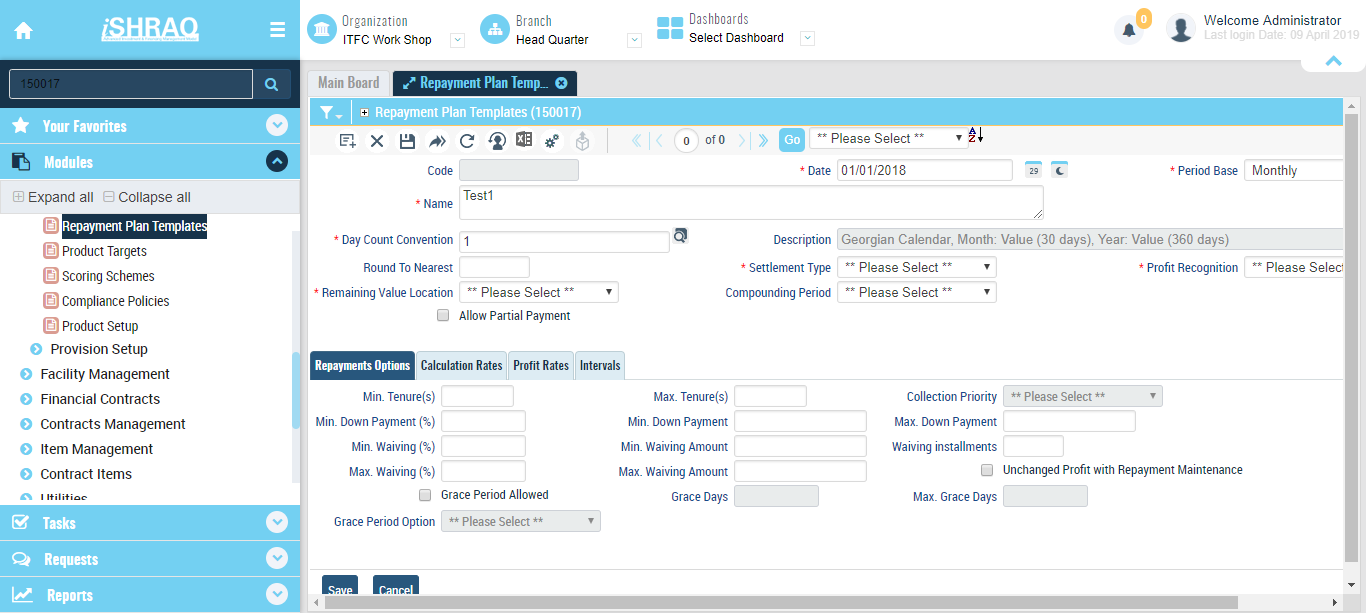 iSHRAQ
Organization
ITFC Work Shop
Branch
Head Quarter
Dashboards
Select Dashboard
0
Welcome Administrator
Last login Date: 09 April 2019
150017
Your Favorites
Modules
Expand all Collapse all
Repayment Plan Templates
Product Targets
Scoring Schemes
Compliance Policies
Product Setup
Provision Setup
Facility Management
Financial Contracts
Contracts Management
Item Management
Contract Items
Utilities
Tasks
Requests
Reports
Main Board
Repayment Plan Temp...
Repayment Plan Templates (150017)
0 of 0 Go ** Please Select ** A Z
Code * Date 01/01/2018 29 * Period Base Monthly
* Name Test1
* Day Count Convention 1 Description Georgian Calendar, Month: Value (30 days), Year: Value (360 days)
Round To Nearest * Settlement Type ** Please Select ** * Profit Recognition ** Please Select
* Remaining Value Location ** Please Select ** Compounding Period ** Please Select **
Allow Partial Payment
Repayments Options Calculation Rates Profit Rates Intervals
Min. Tenure(s) Max. Tenure(s) Collection Priority ** Please Select **
Min. Down Payment (%) Min. Down Payment Max. Down Payment
Min. Waiving (%) Min. Waiving Amount Waiving installments
Max. Waiving (%) Max. Waiving Amount Unchanged Profit with Repayment Maintenance
Grace Period Allowed Grace Days Max. Grace Days
Grace Period Option ** Please Select **
Save Cancel